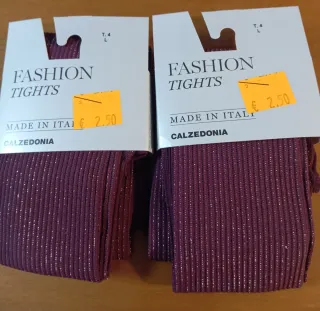 T. 4
L
FASHION
TIGHTS
€ 2.50
MADE IN ITALY
CALZEDONIA
T. 4
L
FASHION
TIGHTS
€ 2.50
MADE IN ITALY
CALZEDONIA